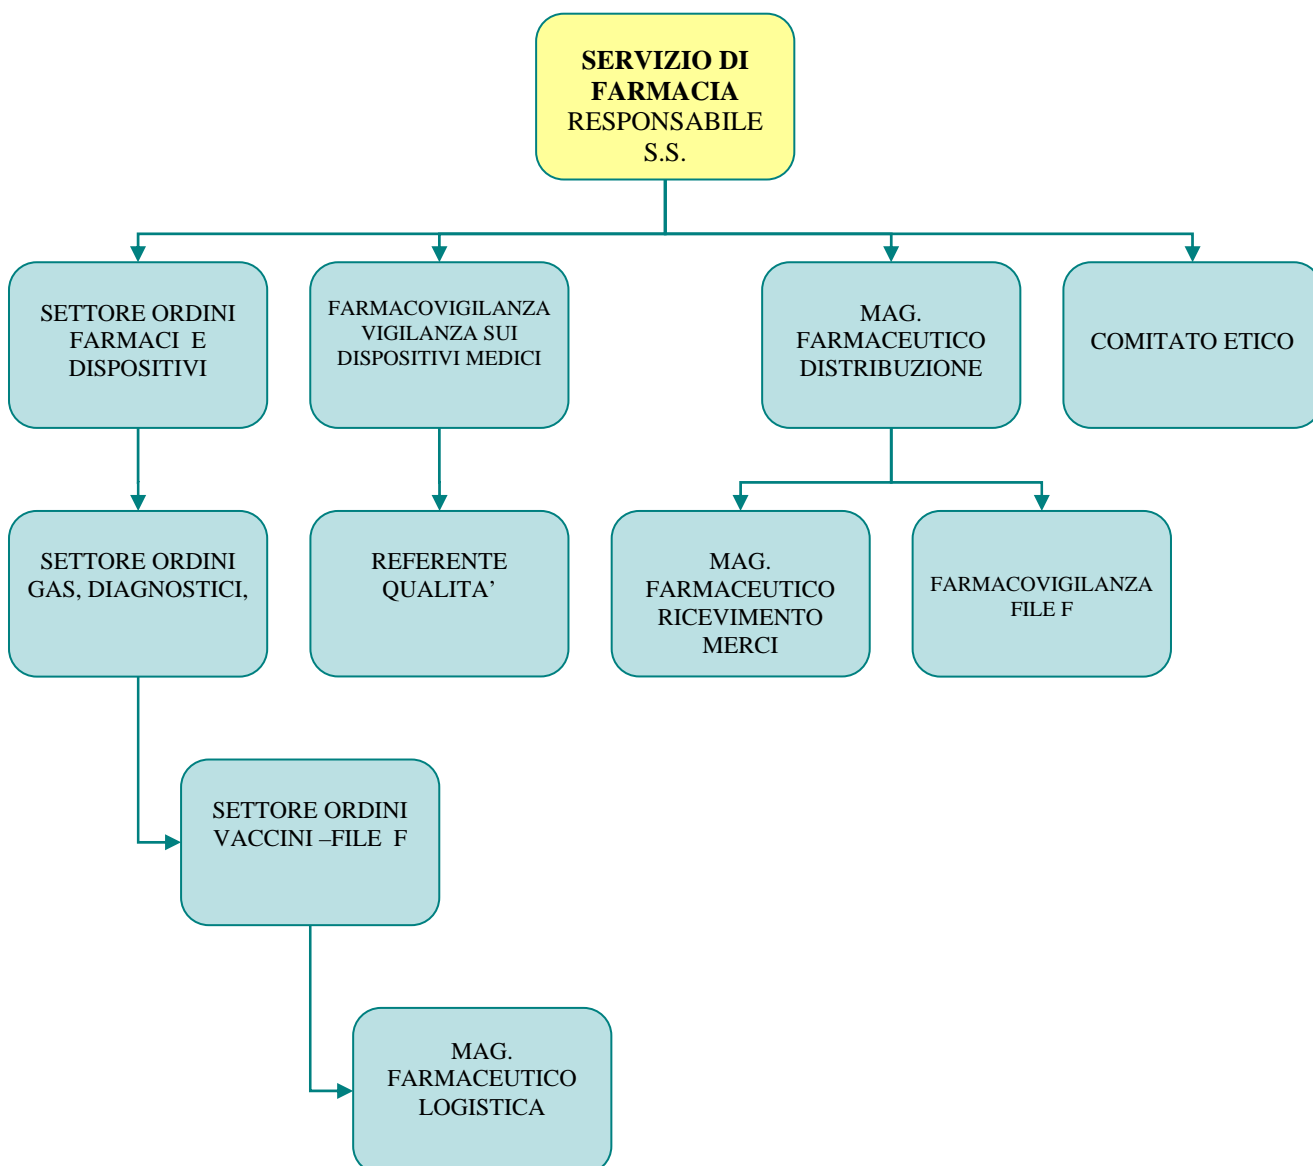 SERVIZIO DI
FARMACIA
RESPONSABILE
S.S.
SETTORE ORDINI
FARMACI E
DISPOSITIVI
FARMACOVIGILANZA
VIGILANZA SUI
DISPOSITIVI MEDICI
MAG.
FARMACEUTICO
DISTRIBUZIONE
COMITATO ETICO
SETTORE ORDINI
GAS, DIAGNOSTICI,
REFERENTE
QUALITA’
MAG.
FARMACEUTICO
RICEVIMENTO
MERCI
FARMACOVIGILANZA
FILE F
SETTORE ORDINI
VACCINI –FILE F
MAG.
FARMACEUTICO
LOGISTICA